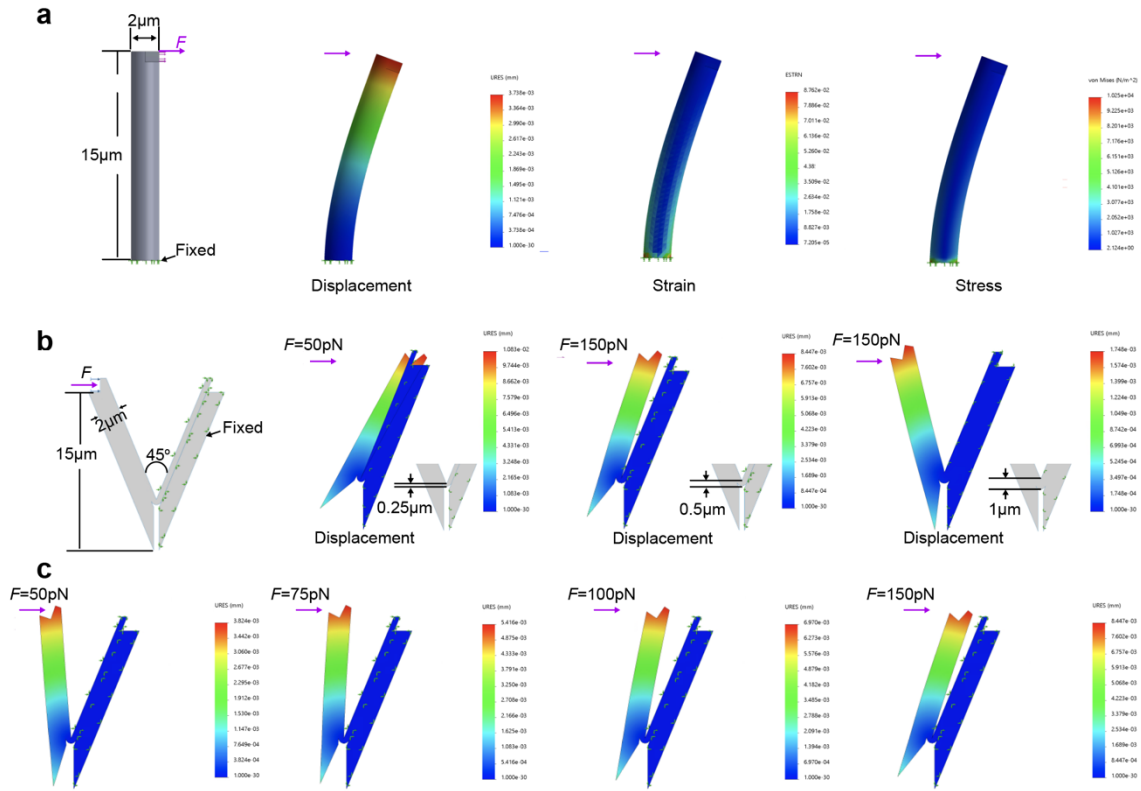 a
2μm
F
15μm
Fixed
URES (mm)
3.738e-03
3.364e-03
2.990e-03
2.617e-03
2.243e-03
1.869e-03
1.495e-03
1.121e-03
7.476e-04
3.738e-04
1.000e-30
Displacement
ESTRN
8.762e-02
7.886e-02
7.011e-02
6.136e-02
5.260e-02
4.38
3.509e-02
2.634e-02
1.758e-02
8.827e-03
7.205e-05
Strain
von Mises (N/m^2)
1.025e+04
9.226e+03
8.201e+03
7.176e+03
6.151e+03
5.127e+03
4.102e+03
3.077e+03
2.052e+03
1.027e+03
2.124e+00
Stress
b
F
2μm
15μm
45°
Fixed
F=50pN
URES (mm)
1.083e-02
9.744e-03
8.662e-03
7.579e-03
6.496e-03
5.413e-03
4.331e-03
3.248e-03
2.165e-03
1.083e-03
1.000e-30
0.25μm
Displacement
F=150pN
URES (mm)
8.447e-03
7.602e-03
6.757e-03
5.913e-03
5.068e-03
4.223e-03
3.379e-03
2.534e-03
1.689e-03
8.447e-04
1.000e-30
0.5μm
Displacement
F=150pN
URES (mm)
1.748e-03
1.573e-03
1.399e-03
1.224e-03
1.049e-03
8.742e-04
6.994e-04
5.245e-04
3.497e-04
1.748e-04
1.000e-30
1μm
Displacement
c
F=50pN
URES (mm)
3.824e-03
3.442e-03
3.060e-03
2.677e-03
2.295e-03
1.912e-03
1.530e-03
1.147e-03
7.649e-04
3.824e-04
1.000e-30
F=75pN
URES (mm)
5.416e-03
4.875e-03
4.333e-03
3.791e-03
3.250e-03
2.708e-03
2.166e-03
1.625e-03
1.083e-03
5.416e-04
1.000e-30
F=100pN
URES (mm)
6.970e-03
6.273e-03
5.576e-03
4.879e-03
4.182e-03
3.485e-03
2.788e-03
2.091e-03
1.394e-03
6.970e-04
1.000e-30
F=150pN
URES (mm)
8.447e-03
7.602e-03
6.757e-03
5.913e-03
5.068e-03
4.223e-03
3.379e-03
2.534e-03
1.689e-03
8.447e-04
1.000e-30